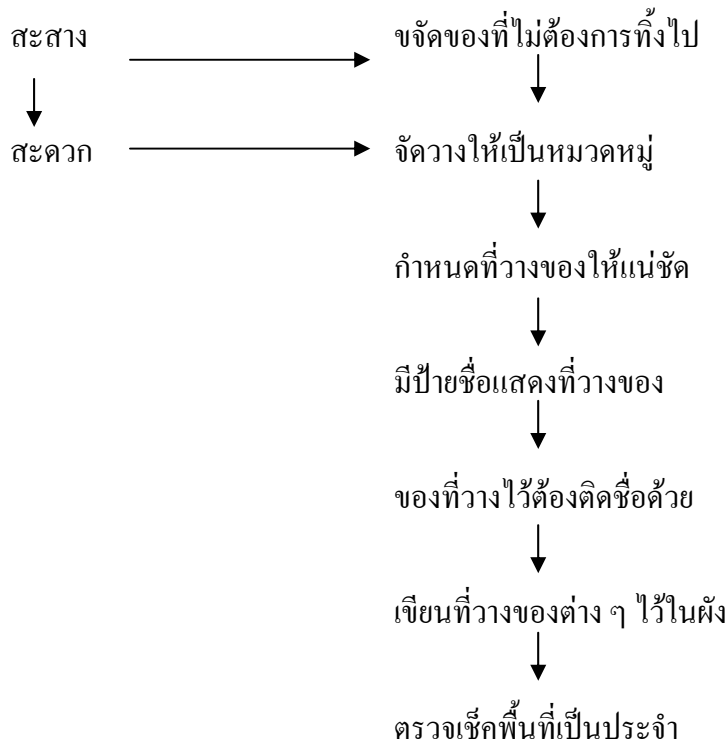 สะสาง
ขจัดของที่ไม่ต้องการทิ้งไป
สะดวก
จัดวางให้เป็นหมวดหมู่
กำหนดที่วางของให้แน่ชัด
มีป้ายชื่อแสดงที่วางของ
ของที่วางไว้ต้องติดชื่อด้วย
เขียนที่วางของต่าง ๆ ไว้ในผัง
ตรวจเช็คพื้นที่เป็นประจำ